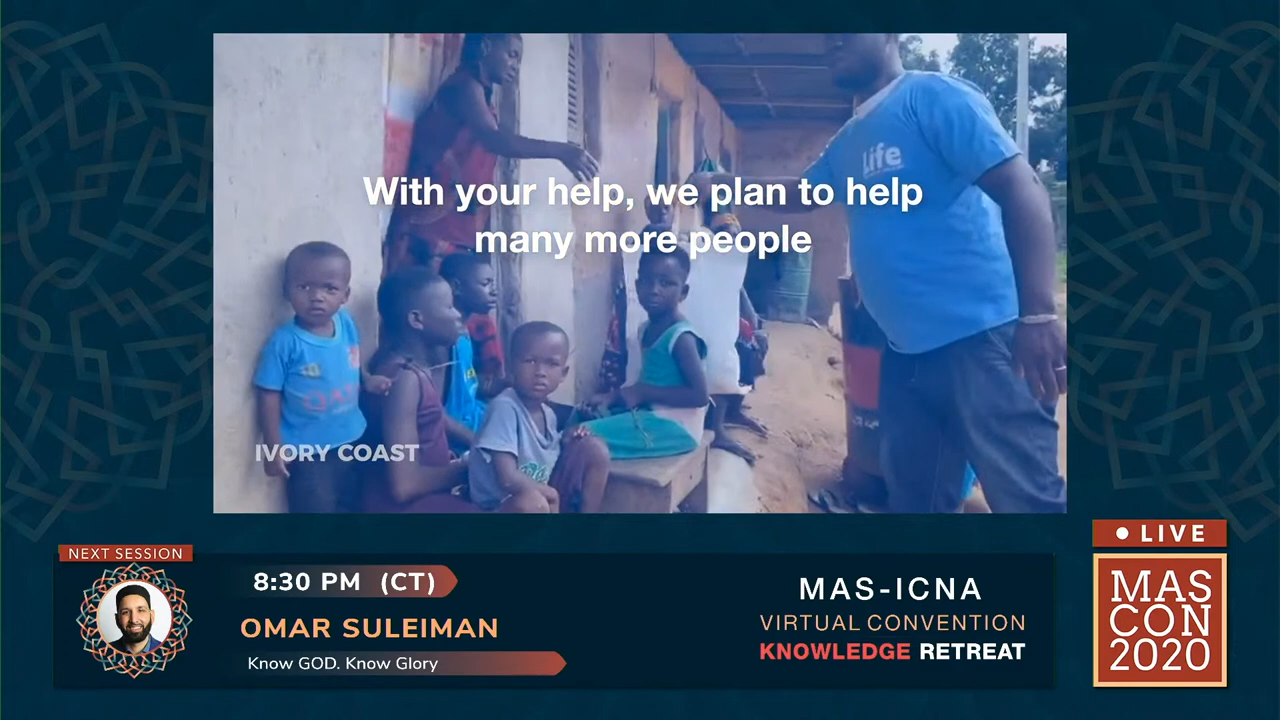 With your help, we plan to help
many more people
life
IVORY COAST
NEXT SESSION
8:30 PM (CT)
OMAR SULEIMAN
Know GOD. Know Glory
MAS-ICNA
VIRTUAL CONVENTION
KNOWLEDGE RETREAT
LIVE
MAS
CON
2020